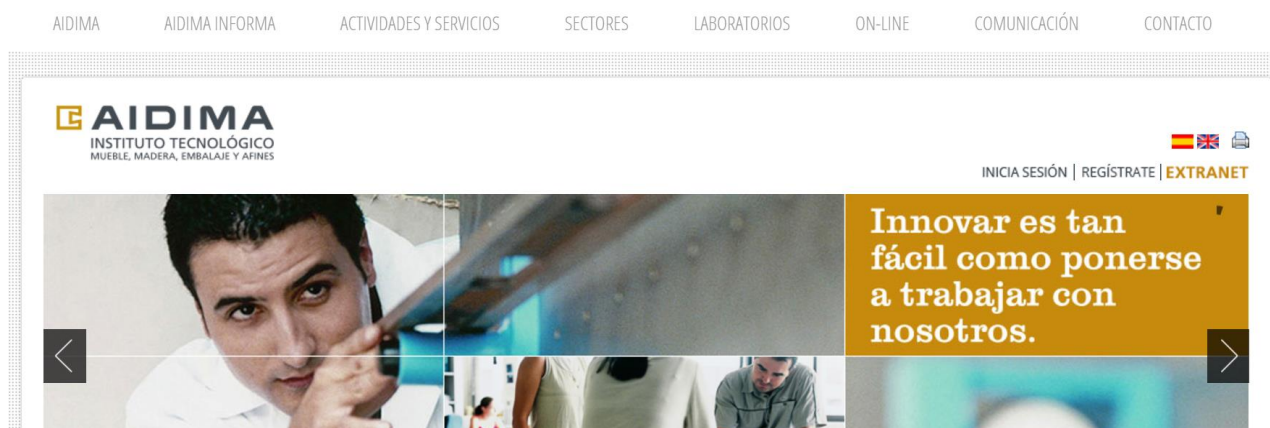 AIDIMA AIDIMA INFORMA ACTIVIDADES Y SERVICIOS SECTORES LABORATORIOS ON-LINE COMUNICACIÓN CONTACTO
AIDIMA
INSTITUTO TECNOLÓGICO
MUEBLE, MADERA, EMBALAJE Y AFINES
INICIA SESIÓN | REGÍSTRATE | EXTRANET
Innovar es tan
fácil como ponerse
a trabajar con
nosotros.